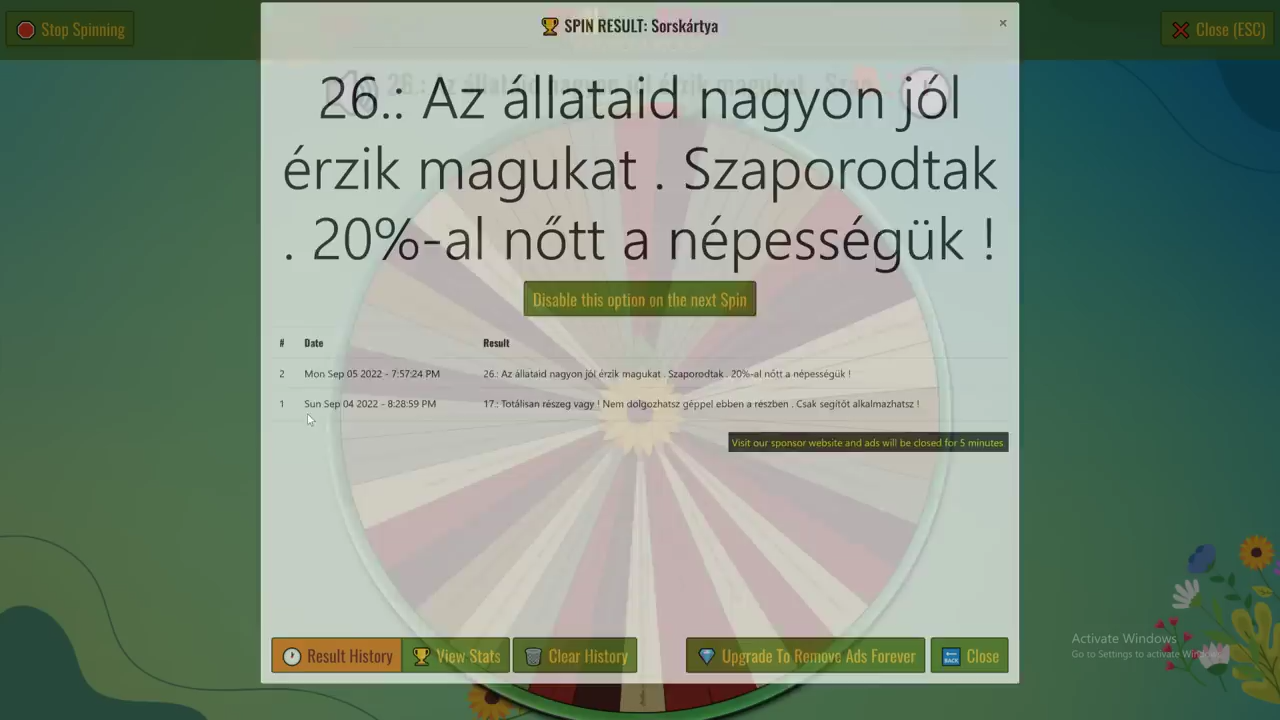 Stop Spinning
SPIN RESULT: Sorskártya
×
Close (ESC)
26.: Az állataid nagyon jól
érzik magukat . Szaporodtak
. 20%-al nőtt a népességük !
Disable this option on the next Spin
# Date Result
2 Mon Sep 05 2022 - 7:57:24 PM 26.: Az állataid nagyon jól érzik magukat . Szaporodtak . 20%-al nőtt a népességük !
1 Sun Sep 04 2022 - 8:28:59 PM 17.: Totálisan részeg vagy ! Nem dolgozhatsz géppel ebben a részben . Csak segítőt alkalmazhatsz !
Visit our sponsor website and ads will be closed for 5 minutes.
Result History
View Stats
Clear History
Upgrade To Remove Ads Forever
BACK
Close
Activate Windows
Go to Settings to activate Windows.